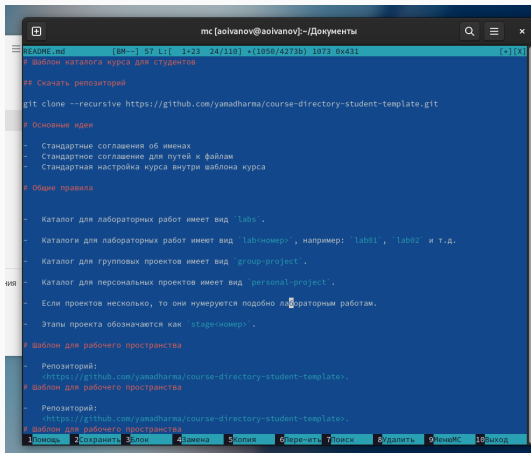 mc [aoivanov@aoivanov]:~/Документы
README.md [BM--] 57 L:[ 1+23 24/110] *(1050/4273b) 1073 0x431 [*][X]
# Шаблон каталога курса для студентов
## Скачать репозиторий
git clone --recursive https://github.com/yamadharma/course-directory-student-template.git
# Основные идеи
- Стандартные соглашения об именах
- Стандартное соглашение для путей к файлам
- Стандартная настройка курса внутри шаблона курса
# Общие правила
- Каталог для лабораторных работ имеет вид `labs`.
- Каталоги для лабораторных работ имеют вид `lab<номер>`, например: `lab01`, `lab02` и т.д.
- Каталог для групповых проектов имеет вид `group-project`.
- Каталог для персональных проектов имеет вид `personal-project`.
- Если проектов несколько, то они нумеруются подобно лабораторным работам.
- Этапы проекта обозначаются как `stage<номер>`.
# Шаблон для рабочего пространства
- Репозиторий:
<https://github.com/yamadharma/course-directory-student-template>.
# Шаблон для рабочего пространства
- Репозиторий:
<https://github.com/yamadharma/course-directory-student-template>.
# Шаблон для рабочего пространства
1Помощь 2Сохранить 3Блок 4Замена 5Копия 6Пере~ить 7Поиск 8Удалить 9МенюMC 10Выход